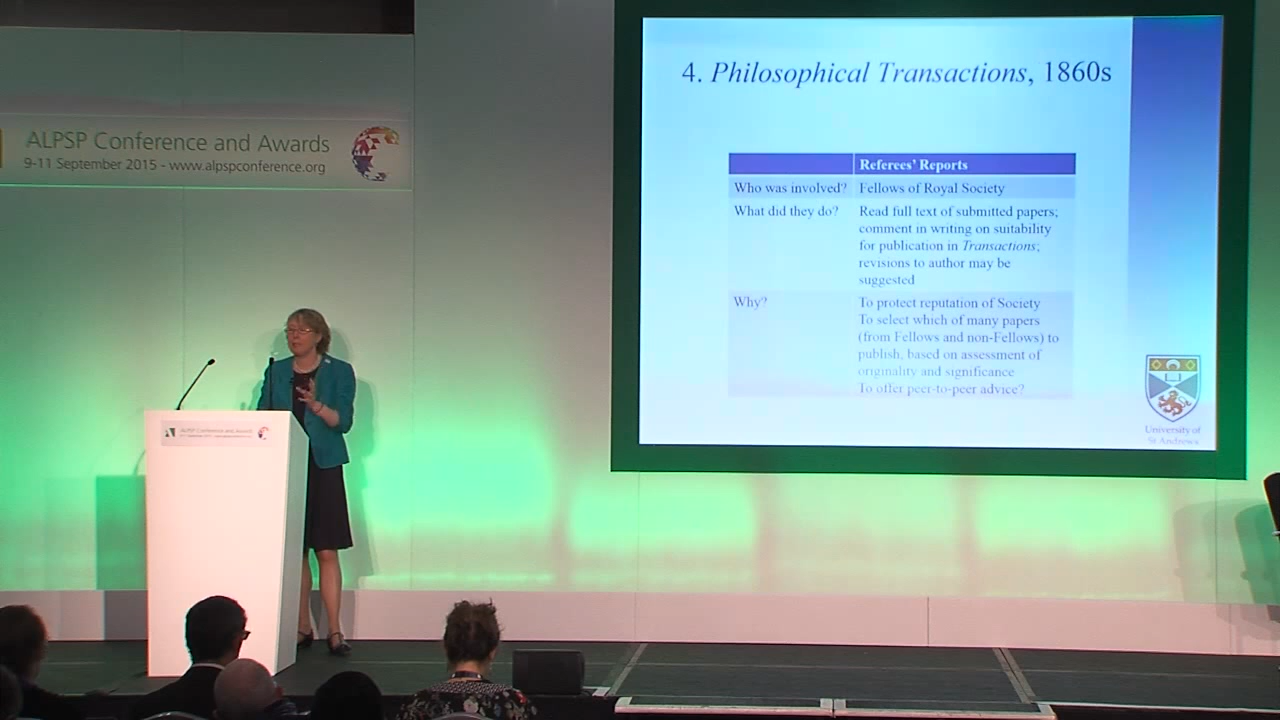 ALPSP Conference and Awards
9-11 September 2015 - www.alpspconference.org
4. Philosophical Transactions, 1860s
Referees' Reports
Who was involved? Fellows of Royal Society
What did they do? Read full text of submitted papers;
comment in writing on suitability
for publication in Transactions;
revisions to author may be
suggested
Why? To protect reputation of Society
To select which of many papers
(from Fellows and non-Fellows) to
publish, based on assessment of
originality and significance
To offer peer-to-peer advice?
University of
St Andrews
ALPSP Conference and Awards